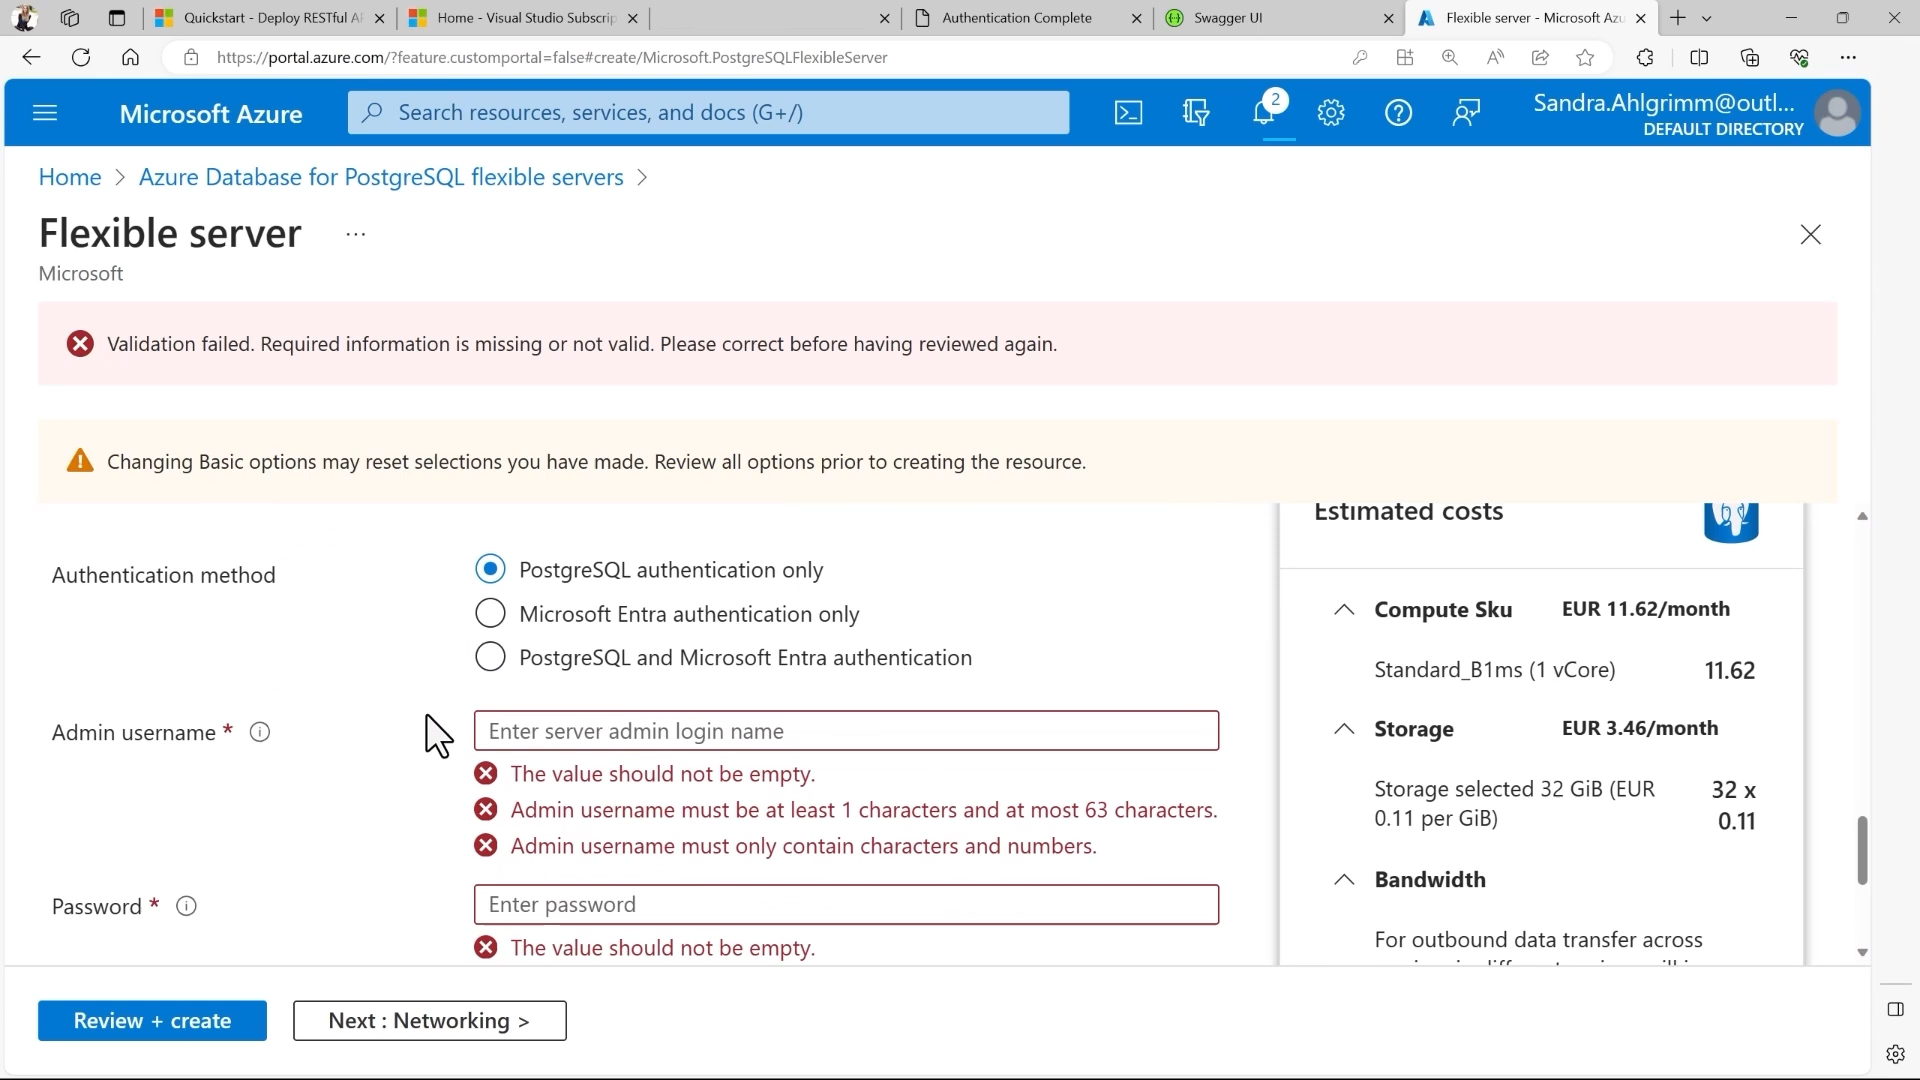 Quickstart - Deploy RESTful AF
Home - Visual Studio Subscrip
Authentication Complete
Swagger UI
Flexible server - Microsoft Azu
https://portal.azure.com/?feature.customportal=false#create/Microsoft.PostgreSQLFlexibleServer
Microsoft Azure
Search resources, services, and docs (G+/)
2
Sandra.Ahlgrimm@outl...
DEFAULT DIRECTORY
Home > Azure Database for PostgreSQL flexible servers >
Flexible server ...
Microsoft
Validation failed. Required information is missing or not valid. Please correct before having reviewed again.
Changing Basic options may reset selections you have made. Review all options prior to creating the resource.
Authentication method
PostgreSQL authentication only
Microsoft Entra authentication only
PostgreSQL and Microsoft Entra authentication
Admin username *
Enter server admin login name
The value should not be empty.
Admin username must be at least 1 characters and at most 63 characters.
Admin username must only contain characters and numbers.
Password *
Enter password
The value should not be empty.
Estimated costs
Compute Sku EUR 11.62/month
Standard_B1ms (1 vCore) 11.62
Storage EUR 3.46/month
Storage selected 32 GiB (EUR 32 x
0.11 per GiB) 0.11
Bandwidth
For outbound data transfer across
Review + create
Next : Networking >